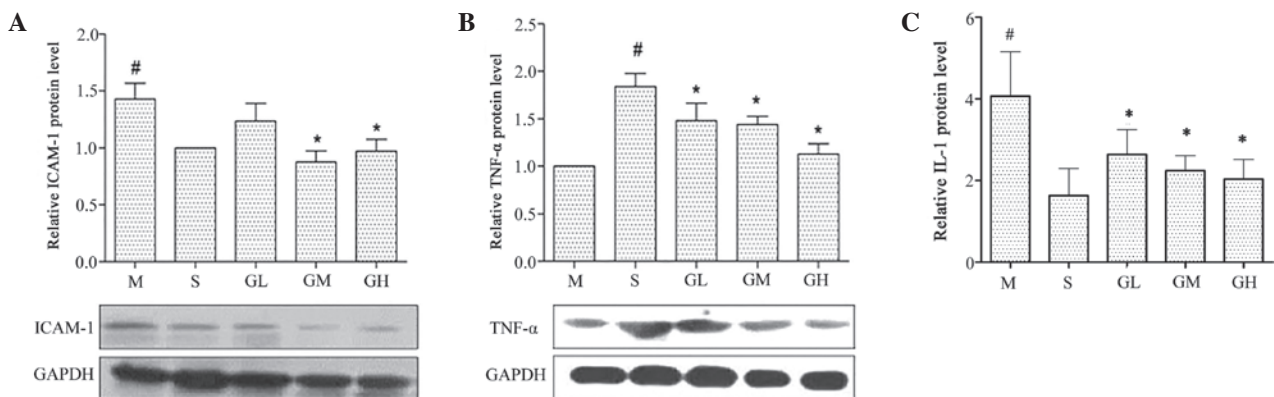 A
Relative ICAM-1 protein level
2.0
1.5
1.0
0.5
0.0
#
*
*
M S GL GM GH
ICAM-1
GAPDH
B
Relative TNF-α protein level
2.5
2.0
1.5
1.0
0.5
0.0
#
*
*
*
M S GL GM GH
TNF-α
GAPDH
C
Relative IL-1 protein level
6
4
2
0
#
*
*
*
M S GL GM GH